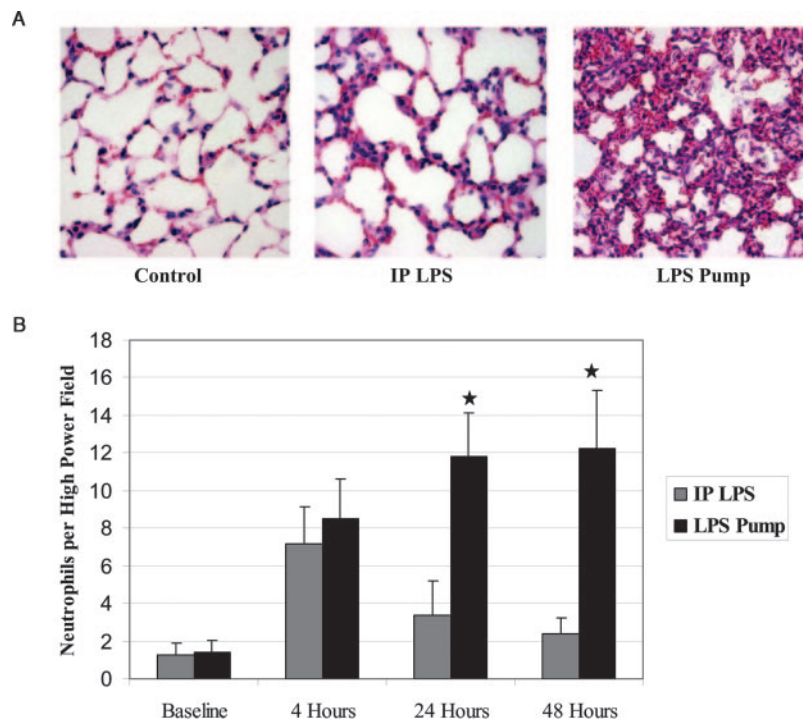 A
Control
IP LPS
LPS Pump
B
Neutrophils per High Power Field
18
16
14
12
10
8
6
4
2
0
Baseline
4 Hours
24 Hours
48 Hours
IP LPS
LPS Pump